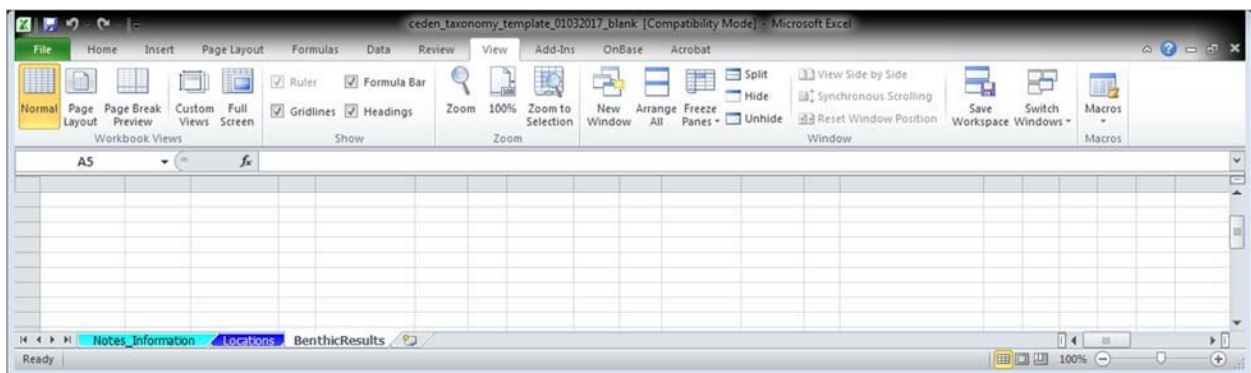 ceden_taxonomy_template_01032017_blank [Compatibility Mode] - Microsoft Excel
File Home Insert Page Layout Formulas Data Review View Add-Ins OnBase Acrobat
Normal Page Layout Page Break Preview Custom Views Full Screen
Workbook Views
Ruler Formula Bar
Gridlines Headings
Show
Zoom 100% Zoom to Selection
Zoom
New Window Arrange All Freeze Panes
Split
Hide
Unhide
View Side by Side
Synchronous Scrolling
Reset Window Position
Save Workspace Switch Windows
Window
Macros
Macros
A5 fx
Notes_Information Locations BenthicResults
Ready 100%